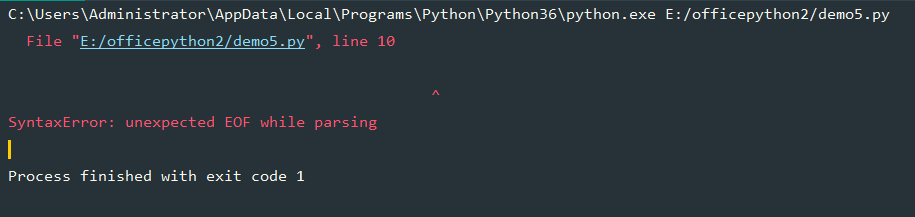 C:\Users\Administrator\AppData\Local\Programs\Python\Python36\python.exe E:/officepython2/demo5.py
File "E:/officepython2/demo5.py", line 10
^
SyntaxError: unexpected EOF while parsing
Process finished with exit code 1